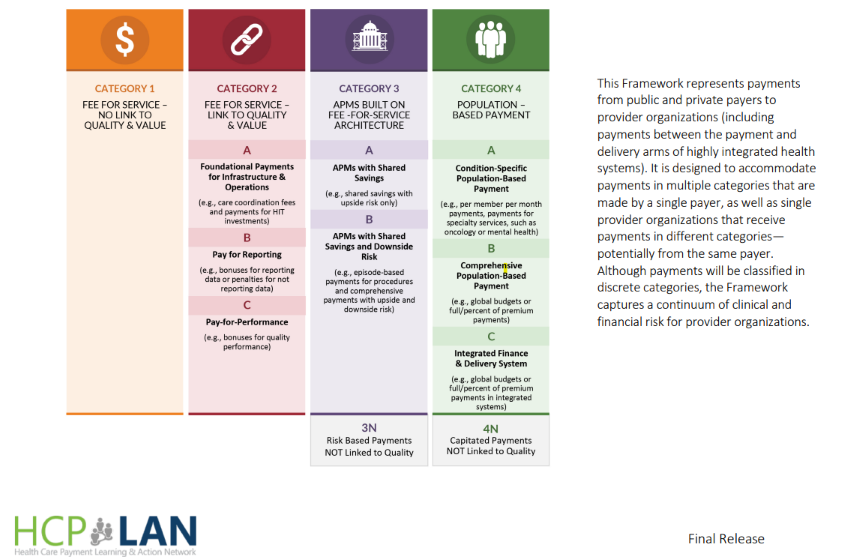 $
CATEGORY 1
FEE FOR SERVICE –
NO LINK TO
QUALITY & VALUE
CATEGORY 2
FEE FOR SERVICE –
LINK TO QUALITY
& VALUE
A
Foundational Payments
for Infrastructure &
Operations
(e.g., care coordination fees
and payments for HIT
investments)
B
Pay for Reporting
(e.g., bonuses for reporting
data or penalties for not
reporting data)
C
Pay-for-Performance
(e.g., bonuses for quality
performance)
CATEGORY 3
APMS BUILT ON
FEE -FOR-SERVICE
ARCHITECTURE
A
APMs with Shared
Savings
(e.g., shared savings with
upside risk only)
B
APMs with Shared
Savings and Downside
Risk
(e.g., episode-based
payments for procedures
and comprehensive
payments with upside and
downside risk)
3N
Risk Based Payments
NOT Linked to Quality
CATEGORY 4
POPULATION –
BASED PAYMENT
A
Condition-Specific
Population-Based
Payment
(e.g., per member per month
payments, payments for
specialty services, such as
oncology or mental health)
B
Comprehensive
Population-Based
Payment
(e.g., global budgets or
full/percent of premium
payments)
C
Integrated Finance
& Delivery System
(e.g., global budgets or
full/percent of premium
payments in integrated
systems)
4N
Capitated Payments
NOT Linked to Quality
This Framework represents payments
from public and private payers to
provider organizations (including
payments between the payment and
delivery arms of highly integrated health
systems). It is designed to accommodate
payments in multiple categories that are
made by a single payer, as well as single
provider organizations that receive
payments in different categories—
potentially from the same payer.
Although payments will be classified in
discrete categories, the Framework
captures a continuum of clinical and
financial risk for provider organizations.
HCP LAN
Health Care Payment Learning & Action Network
Final Release